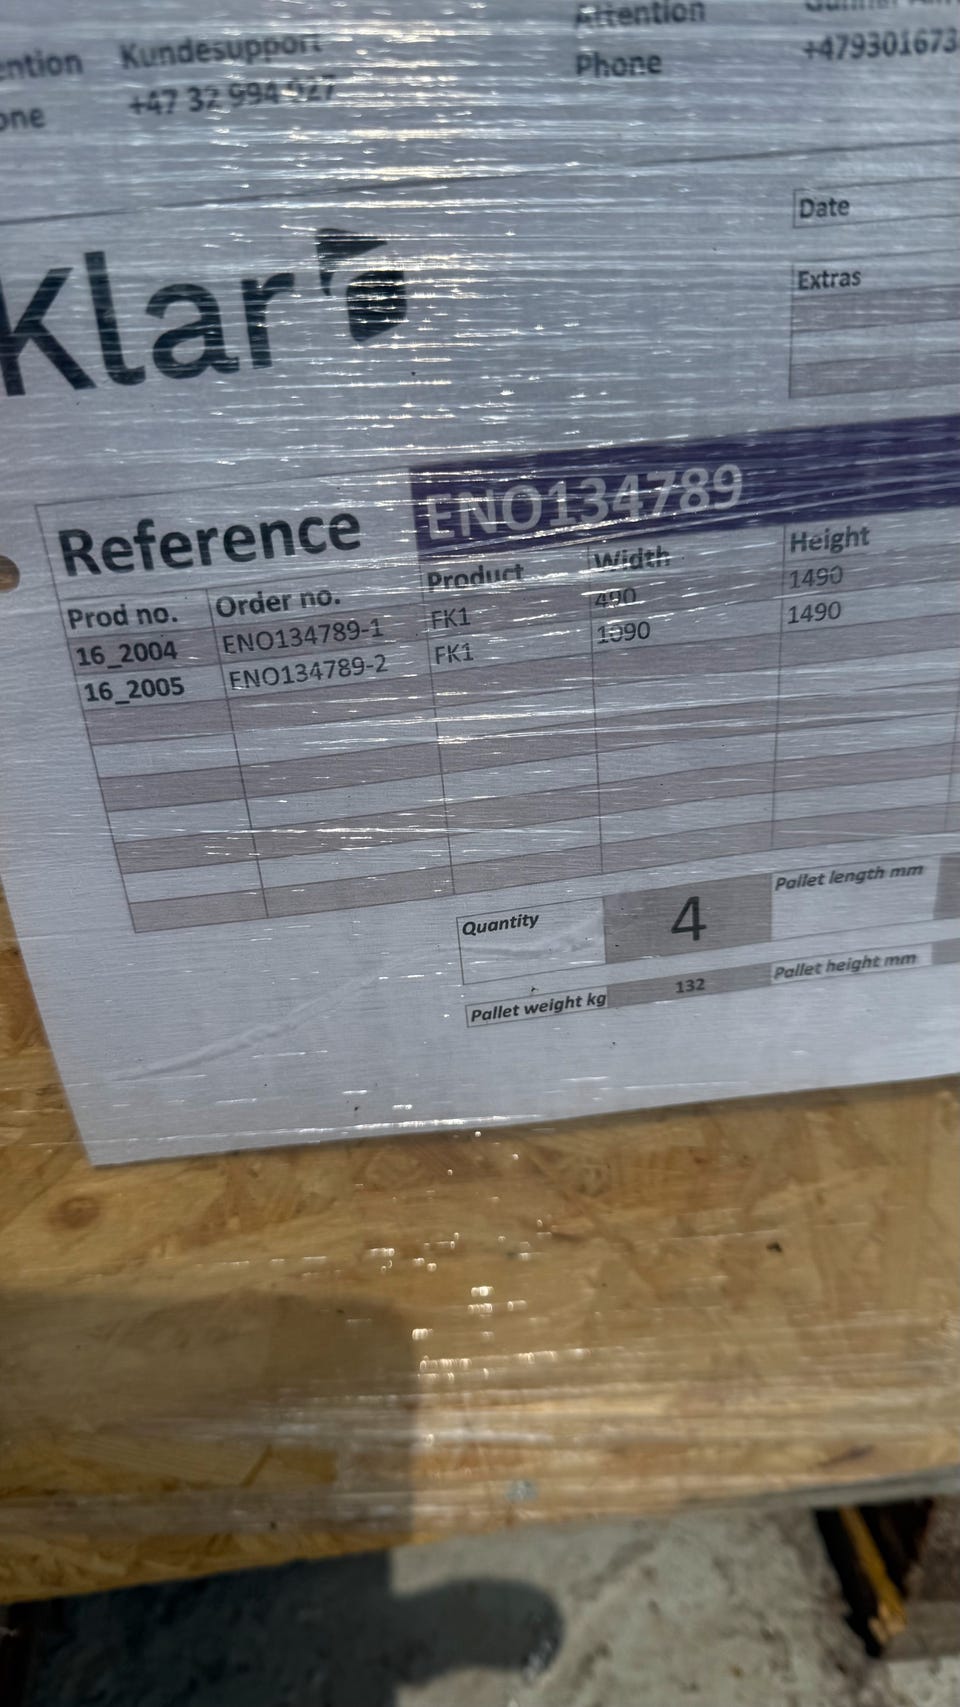 Attention
Kundesupport
Phone
+479301673
+47 32 994 927
Date
Klar
Extras
Reference ENO134789
Prod no. Order no. Product Width Height
16_2004 ENO134789-1 FK1 490 1490
16_2005 ENO134789-2 FK1 1090 1490
Quantity 4 Pallet length mm
Pallet weight kg 132 Pallet height mm